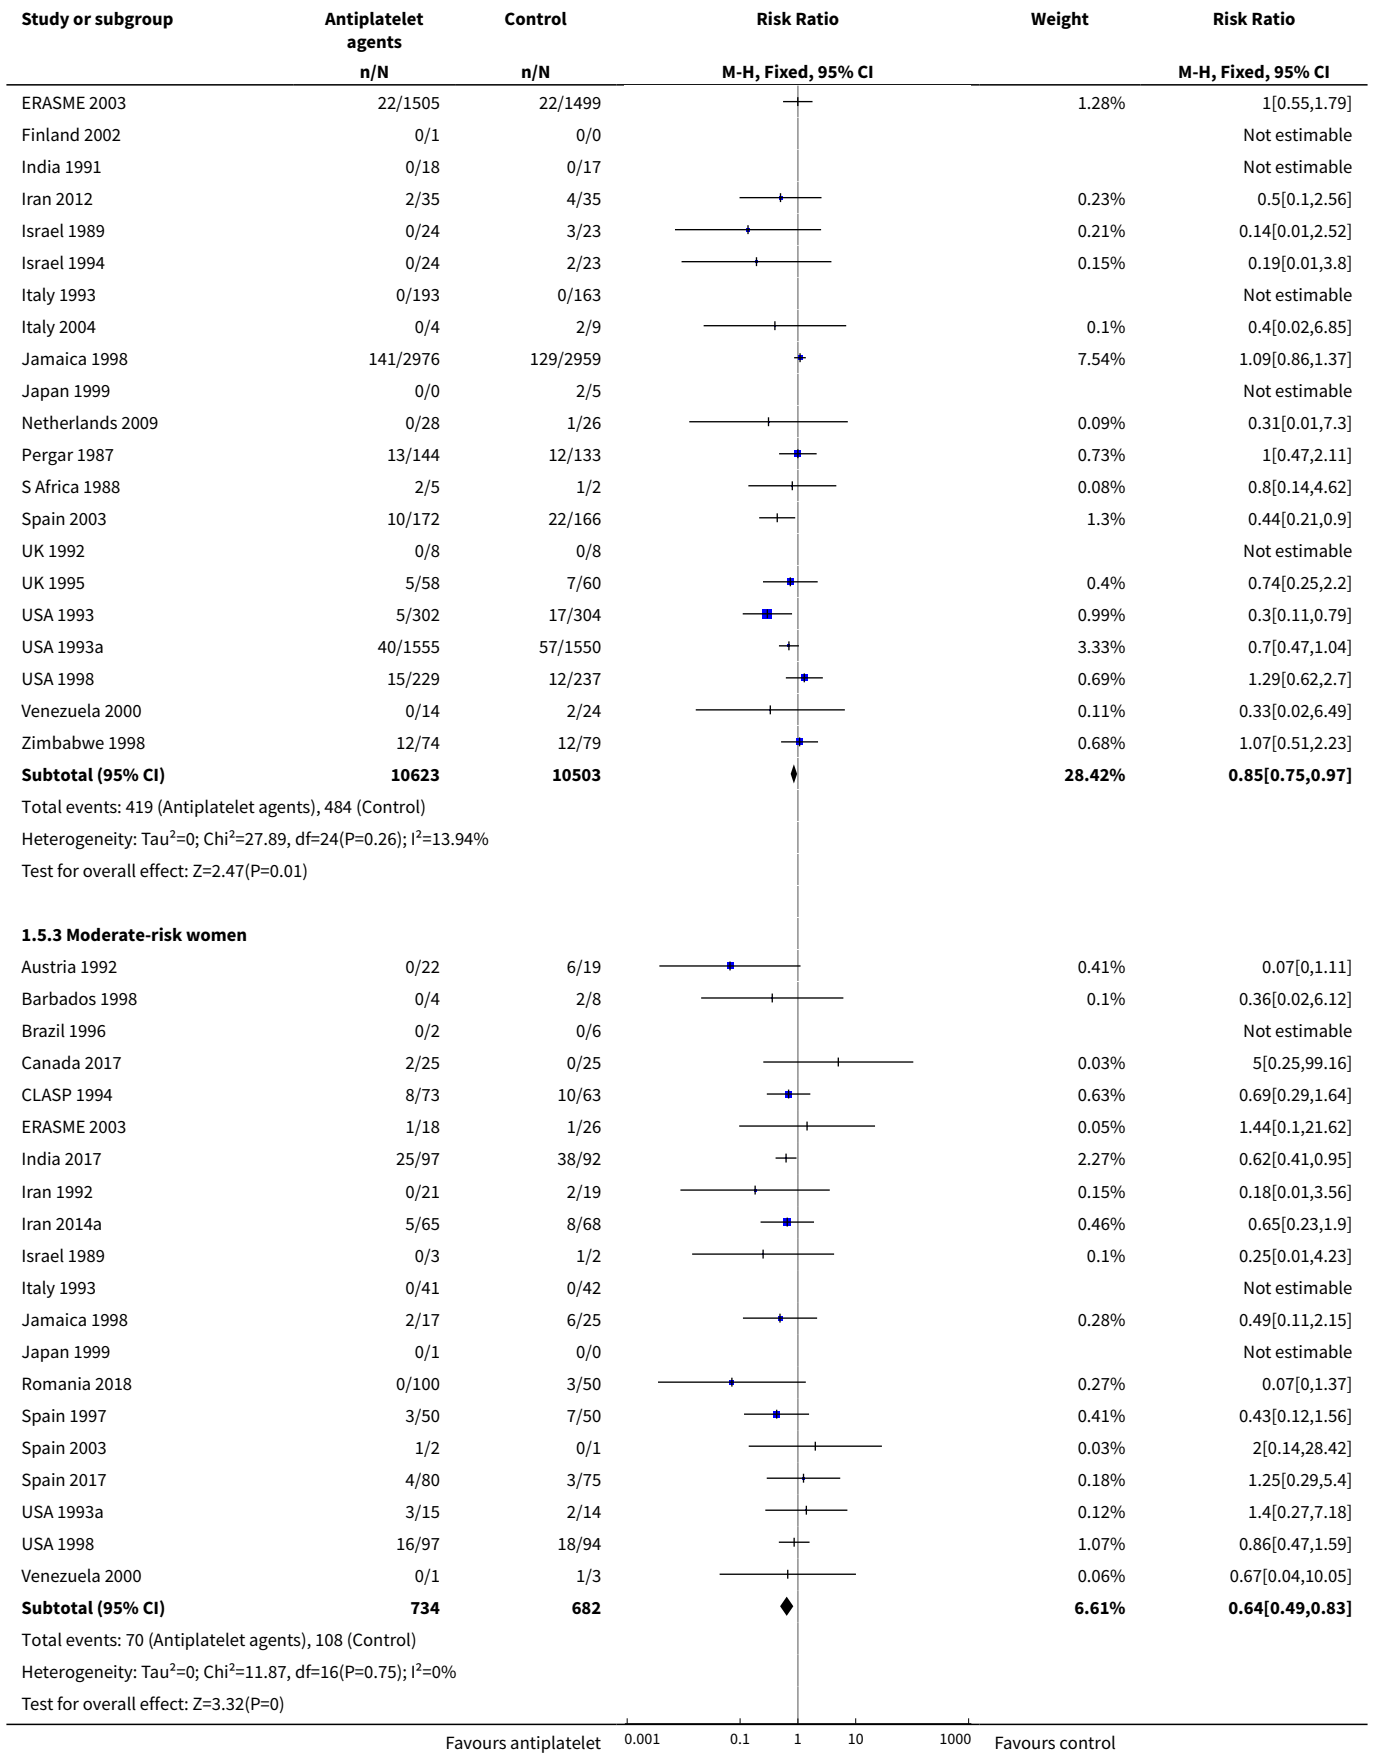 Study or subgroup Antiplatelet agents Control Risk Ratio Weight Risk Ratio
n/N n/N M-H, Fixed, 95% CI M-H, Fixed, 95% CI
ERASME 2003 22/1505 22/1499 1.28% 1[0.55,1.79]
Finland 2002 0/1 0/0 Not estimable
India 1991 0/18 0/17 Not estimable
Iran 2012 2/35 4/35 0.23% 0.5[0.1,2.56]
Israel 1989 0/24 3/23 0.21% 0.14[0.01,2.52]
Israel 1994 0/24 2/23 0.15% 0.19[0.01,3.8]
Italy 1993 0/193 0/163 Not estimable
Italy 2004 0/4 2/9 0.1% 0.4[0.02,6.85]
Jamaica 1998 141/2976 129/2959 7.54% 1.09[0.86,1.37]
Japan 1999 0/0 2/5 Not estimable
Netherlands 2009 0/28 1/26 0.09% 0.31[0.01,7.3]
Pergar 1987 13/144 12/133 0.73% 1[0.47,2.11]
S Africa 1988 2/5 1/2 0.08% 0.8[0.14,4.62]
Spain 2003 10/172 22/166 1.3% 0.44[0.21,0.9]
UK 1992 0/8 0/8 Not estimable
UK 1995 5/58 7/60 0.4% 0.74[0.25,2.2]
USA 1993 5/302 17/304 0.99% 0.3[0.11,0.79]
USA 1993a 40/1555 57/1550 3.33% 0.7[0.47,1.04]
USA 1998 15/229 12/237 0.69% 1.29[0.62,2.7]
Venezuela 2000 0/14 2/24 0.11% 0.33[0.02,6.49]
Zimbabwe 1998 12/74 12/79 0.68% 1.07[0.51,2.23]
Subtotal (95% CI) 10623 10503 28.42% 0.85[0.75,0.97]
Total events: 419 (Antiplatelet agents), 484 (Control)
Heterogeneity: Tau²=0; Chi²=27.89, df=24(P=0.26); I²=13.94%
Test for overall effect: Z=2.47(P=0.01)
1.5.3 Moderate-risk women
Austria 1992 0/22 6/19 0.41% 0.07[0,1.11]
Barbados 1998 0/4 2/8 0.1% 0.36[0.02,6.12]
Brazil 1996 0/2 0/6 Not estimable
Canada 2017 2/25 0/25 0.03% 5[0.25,99.16]
CLASP 1994 8/73 10/63 0.63% 0.69[0.29,1.64]
ERASME 2003 1/18 1/26 0.05% 1.44[0.1,21.62]
India 2017 25/97 38/92 2.27% 0.62[0.41,0.95]
Iran 1992 0/21 2/19 0.15% 0.18[0.01,3.56]
Iran 2014a 5/65 8/68 0.46% 0.65[0.23,1.9]
Israel 1989 0/3 1/2 0.1% 0.25[0.01,4.23]
Italy 1993 0/41 0/42 Not estimable
Jamaica 1998 2/17 6/25 0.28% 0.49[0.11,2.15]
Japan 1999 0/1 0/0 Not estimable
Romania 2018 0/100 3/50 0.27% 0.07[0,1.37]
Spain 1997 3/50 7/50 0.41% 0.43[0.12,1.56]
Spain 2003 1/2 0/1 0.03% 2[0.14,28.42]
Spain 2017 4/80 3/75 0.18% 1.25[0.29,5.4]
USA 1993a 3/15 2/14 0.12% 1.4[0.27,7.18]
USA 1998 16/97 18/94 1.07% 0.86[0.47,1.59]
Venezuela 2000 0/1 1/3 0.06% 0.67[0.04,10.05]
Subtotal (95% CI) 734 682 6.61% 0.64[0.49,0.83]
Total events: 70 (Antiplatelet agents), 108 (Control)
Heterogeneity: Tau²=0; Chi²=11.87, df=16(P=0.75); I²=0%
Test for overall effect: Z=3.32(P=0)
Favours antiplatelet 0.001 0.1 1 10 1000 Favours control